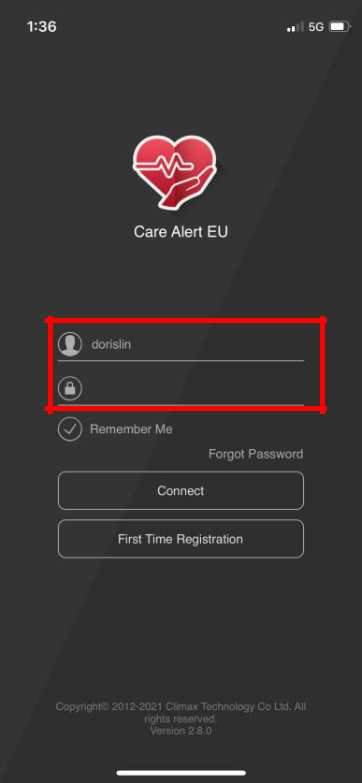 1:36
5G
Care Alert EU
dorislin
Remember Me
Forgot Password
Connect
First Time Registration
Copyright© 2012-2021 Climax Technology Co Ltd. All
rights reserved.
Version 2.8.0